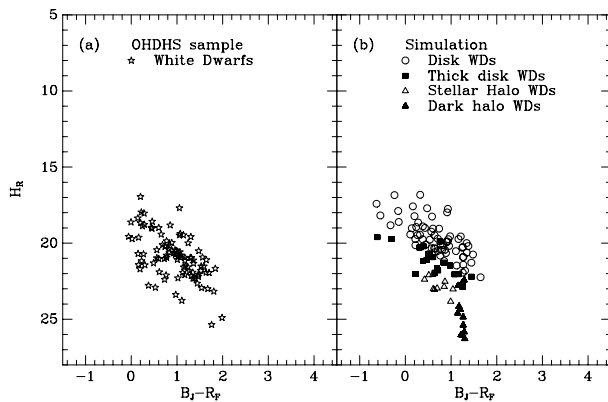 5
10
15
20
25
H_R
(a) OHDHS sample
White Dwarfs
−1 0 1 2 3 4
B_J−R_F
(b) Simulation
Disk WDs
Thick disk WDs
Stellar Halo WDs
Dark halo WDs
−1 0 1 2 3 4
B_J−R_F